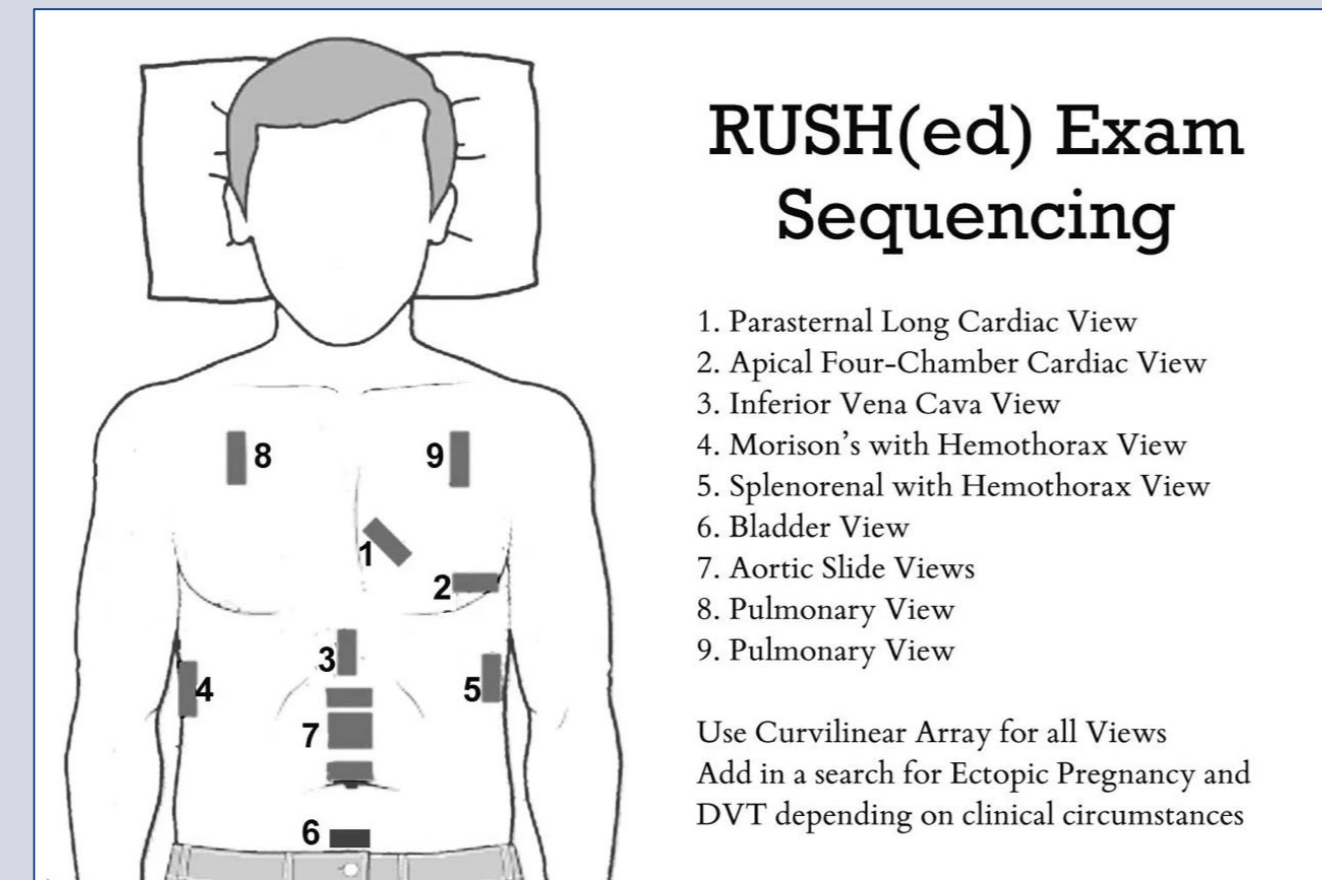 RUSH(ed) Exam
Sequencing
1. Parasternal Long Cardiac View
2. Apical Four-Chamber Cardiac View
3. Inferior Vena Cava View
4. Morison's with Hemothorax View
5. Splenorenal with Hemothorax View
6. Bladder View
7. Aortic Slide Views
8. Pulmonary View
9. Pulmonary View
Use Curvilinear Array for all Views
Add in a search for Ectopic Pregnancy and
DVT depending on clinical circumstances
8
9
1
2
3
4
5
7
6